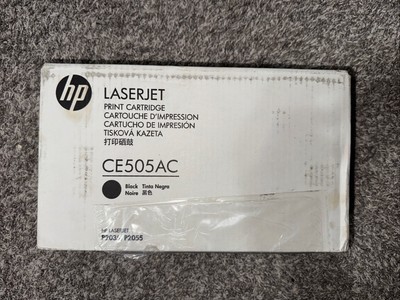 hp
LASERJET
PRINT CARTRIDGE
CARTOUCHE D'IMPRESSION
CARTUCHO DE IMPRESIÓN
TISKOVÁ KAZETA
打印硒鼓
CE505AC
Black Tinta Negra
Noire 黑色
HP LASERJET
P2055